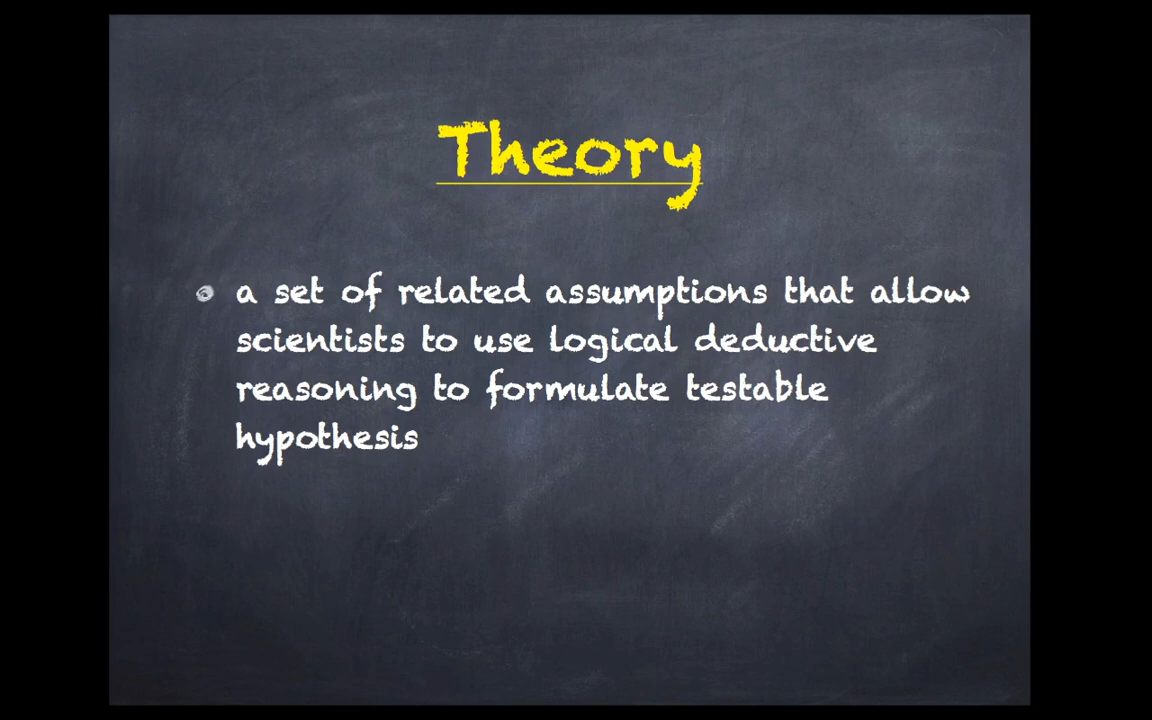 Theory
a set of related assumptions that allow
scientists to use logical deductive
reasoning to formulate testable
hypothesis